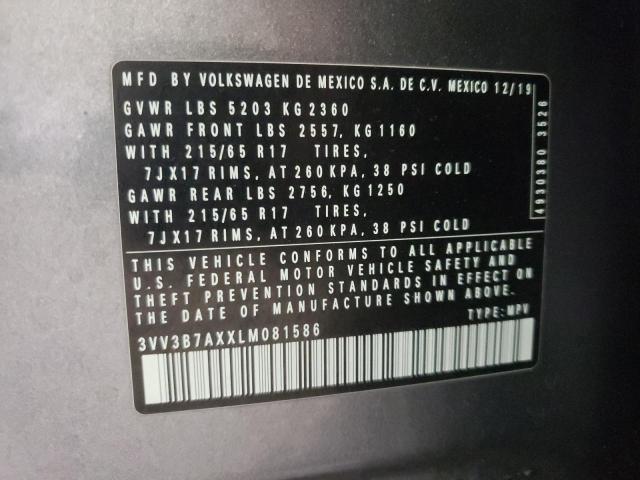 MFD BY VOLKSWAGEN DE MEXICO S.A. DE C.V. MEXICO 12/19
GVWR LBS 5203 KG 2360
GAWR FRONT LBS 2557, KG 1160
WITH 215/65 R17 TIRES,
7JX17 RIMS, AT 260 KPA, 38 PSI COLD
GAWR REAR LBS 2756, KG 1250
WITH 215/65 R17 TIRES,
7JX17 RIMS, AT 260 KPA, 38 PSI COLD
4930380 3526
THIS VEHICLE CONFORMS TO ALL APPLICABLE
U.S. FEDERAL MOTOR VEHICLE SAFETY AND
THEFT PREVENTION STANDARDS IN EFFECT ON
THE DATE OF MANUFACTURE SHOWN ABOVE.
3VV3B7AXXLM081586 TYPE: MPV